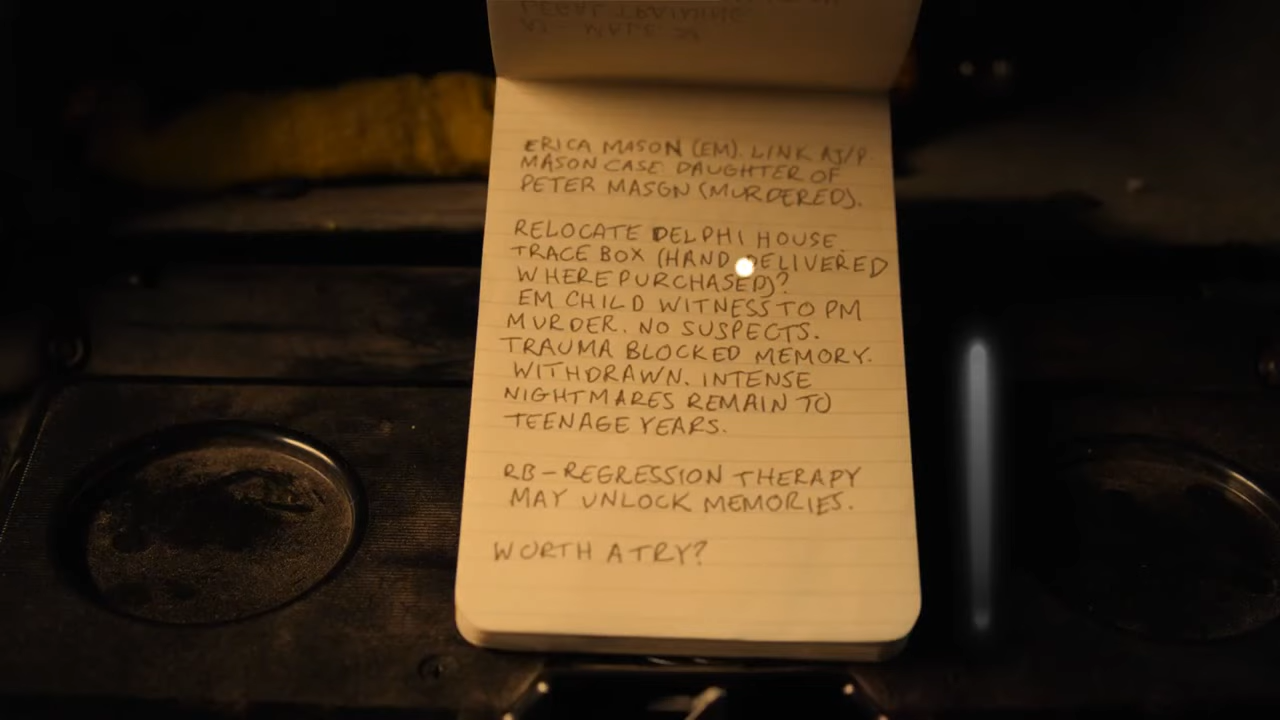 ERICA MASON (EM). LINK AJ/P.
MASON CASE. DAUGHTER OF
PETER MASON (MURDERED).
RELOCATE DELPHI HOUSE.
TRACE BOX (HAND DELIVERED
WHERE PURCHASED)?
EM CHILD WITNESS TO PM
MURDER. NO SUSPECTS.
TRAUMA BLOCKED MEMORY.
WITHDRAWN. INTENSE
NIGHTMARES REMAIN TO
TEENAGE YEARS.
RB-REGRESSION THERAPY
MAY UNLOCK MEMORIES.
WORTH A TRY?